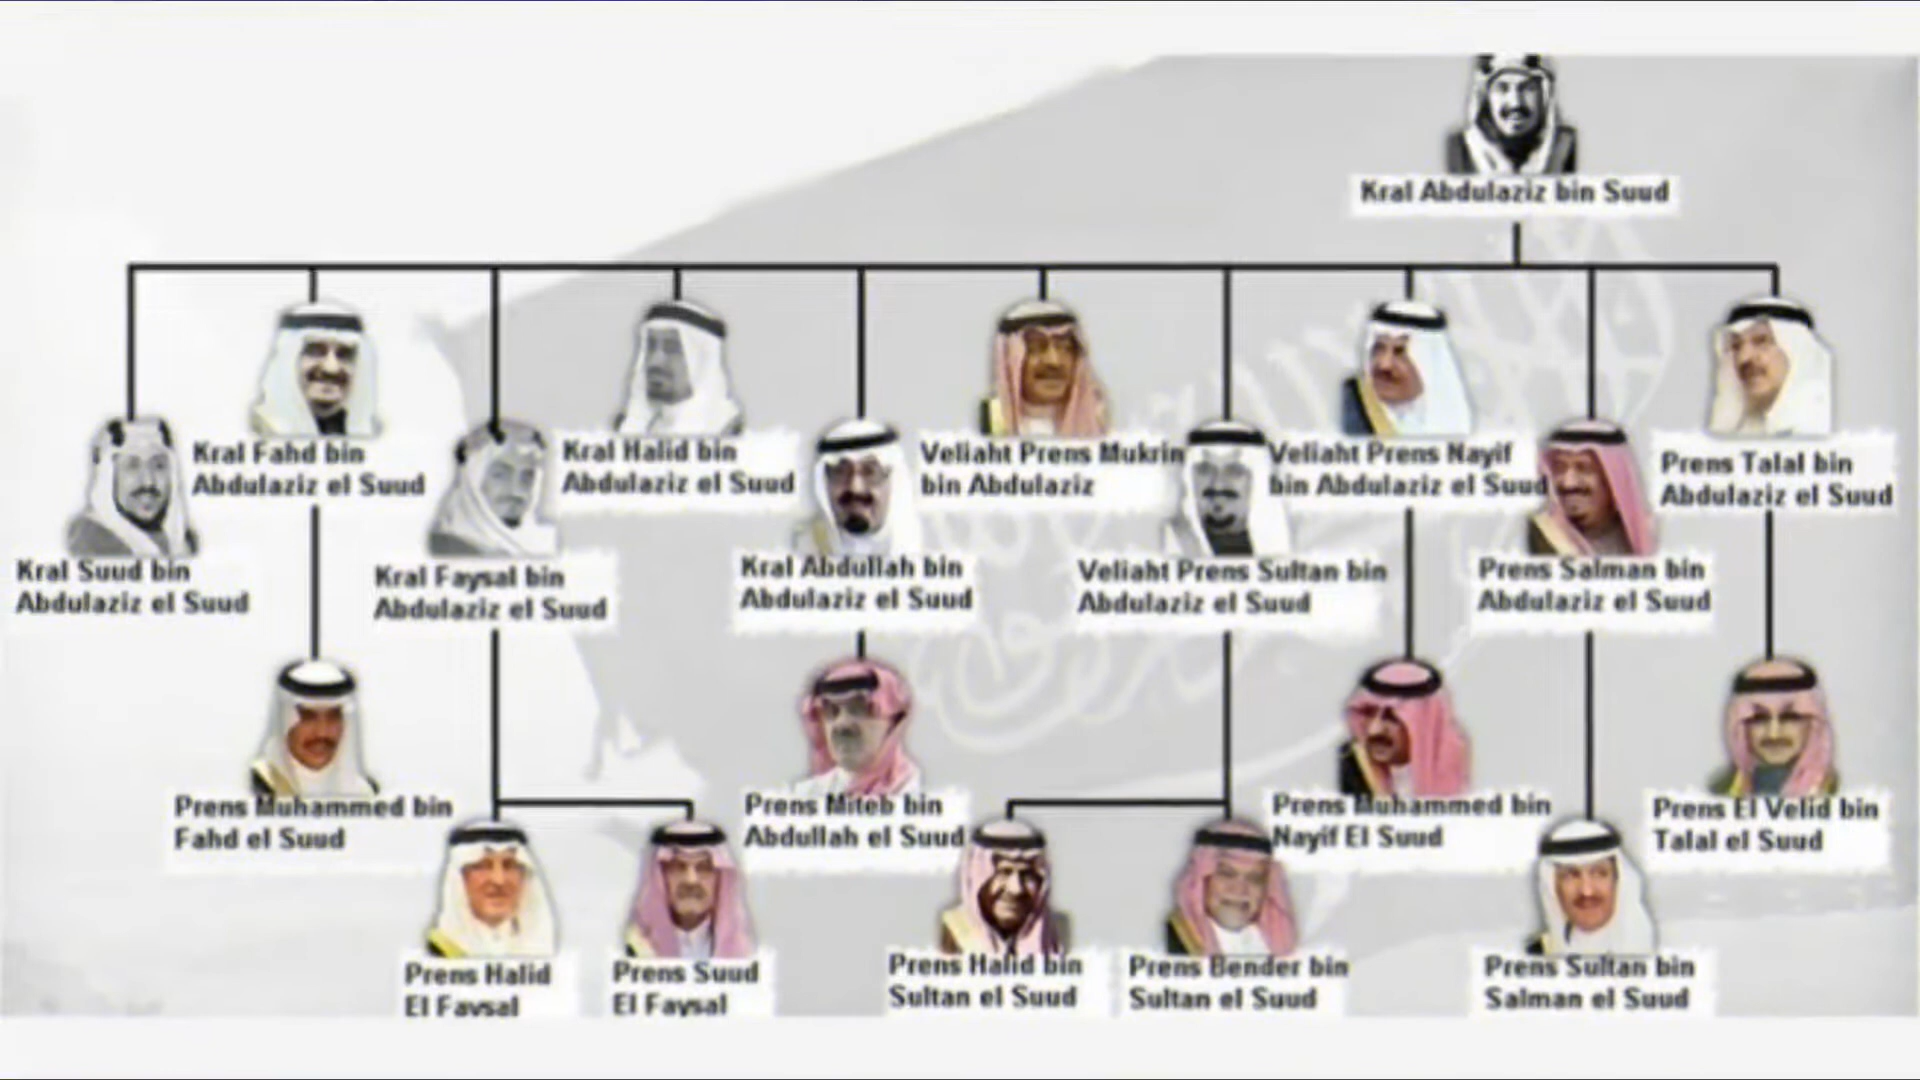 Kral Abdulaziz bin Suud
Kral Fahd bin
Abdulaziz el Suud
Kral Halid bin
Abdulaziz el Suud
Veliaht Prens Mukrin
bin Abdulaziz
Veliaht Prens Nayif
bin Abdulaziz el Suud
Prens Talal bin
Abdulaziz el Suud
Kral Suud bin
Abdulaziz el Suud
Kral Faysal bin
Abdulaziz el Suud
Kral Abdullah bin
Abdulaziz el Suud
Veliaht Prens Sultan bin
Abdulaziz el Suud
Prens Salman bin
Abdulaziz el Suud
Prens Muhammed bin
Fahd el Suud
Prens Miteb bin
Abdullah el Suud
Prens Muhammed bin
Nayif El Suud
Prens El Velid bin
Talal el Suud
Prens Halid
El Faysal
Prens Suud
El Faysal
Prens Halid bin
Sultan el Suud
Prens Bender bin
Sultan el Suud
Prens Sultan bin
Salman el Suud